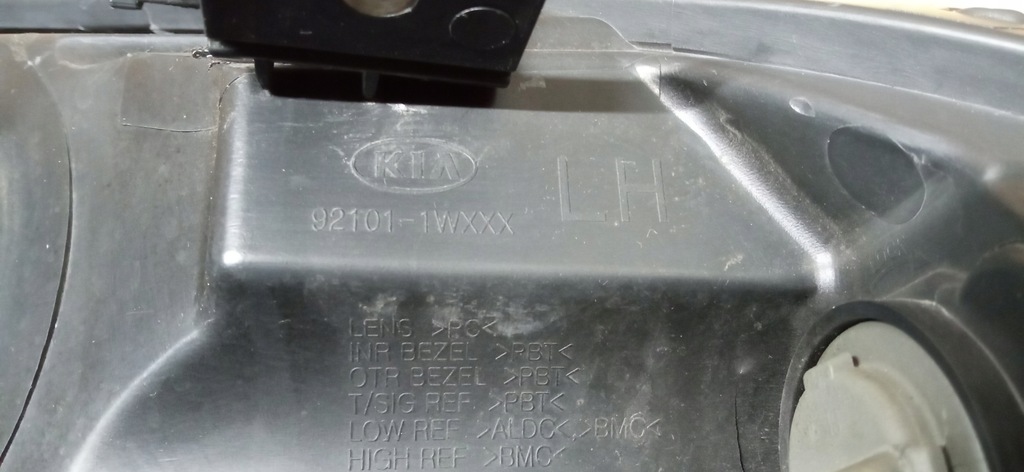 KIA
LH
92101-1WXXX
LENS >PC<
INR BEZEL >PBT<
OTR BEZEL >PBT<
T/SIG REF >PBT<
LOW REF >ALDC<,>BMC<
HIGH REF >BMC<